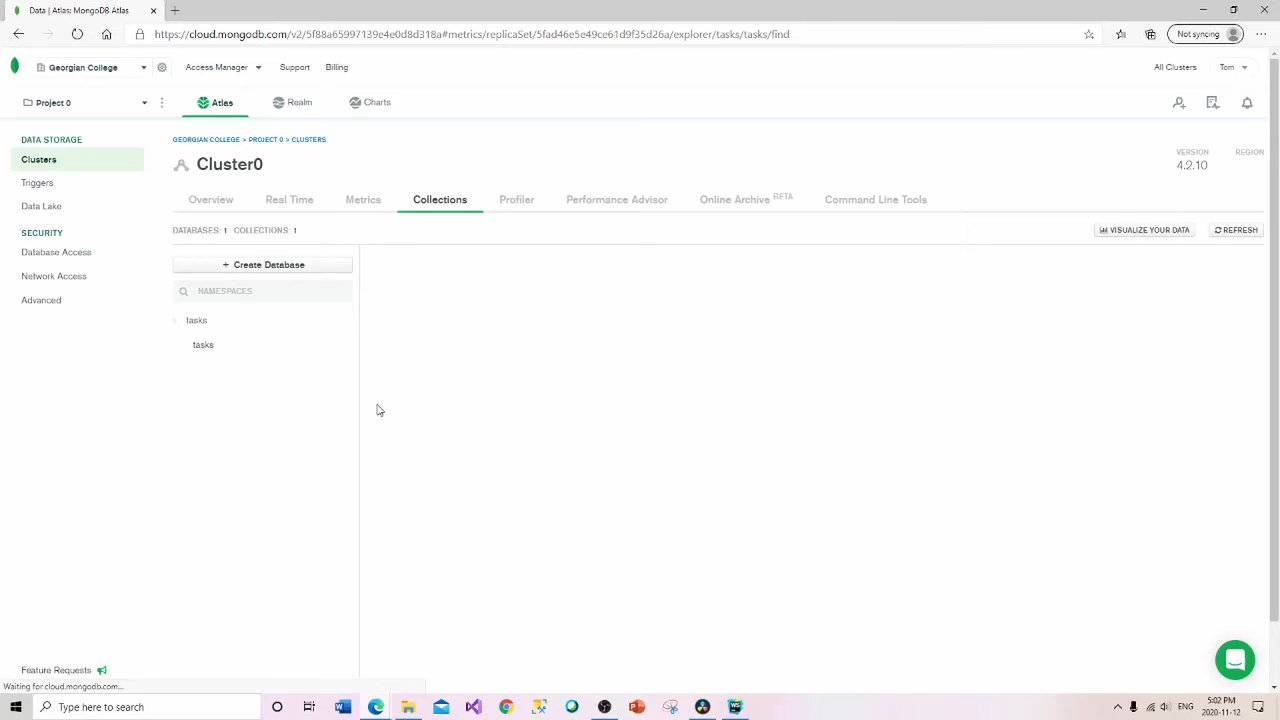 Data | MongoDB Atlas
https://cloud.mongodb.com/v2/5f88a65997139e4e0d8d318a#metrics/replicaSet/5fad46e5e49ce61d9f35d26a/explorer/tasks/tasks/find
Not syncing
Georgian College
Access Manager
Support
Billing
All Clusters
Tom
Project 0
Atlas
Realm
Charts
DATA STORAGE
Clusters
Triggers
Data Lake
SECURITY
Database Access
Network Access
Advanced
GEORGIAN COLLEGE > PROJECT 0 > CLUSTERS
Cluster0
VERSION
4.2.10
REGION
Overview
Real Time
Metrics
Collections
Profiler
Performance Advisor
Online Archive BETA
Command Line Tools
DATABASES: 1 COLLECTIONS: 1
VISUALIZE YOUR DATA
REFRESH
+ Create Database
NAMESPACES
tasks
tasks
Feature Requests
Waiting for cloud.mongodb.com...
Type here to search
ENG
5:02 PM
2020-11-12